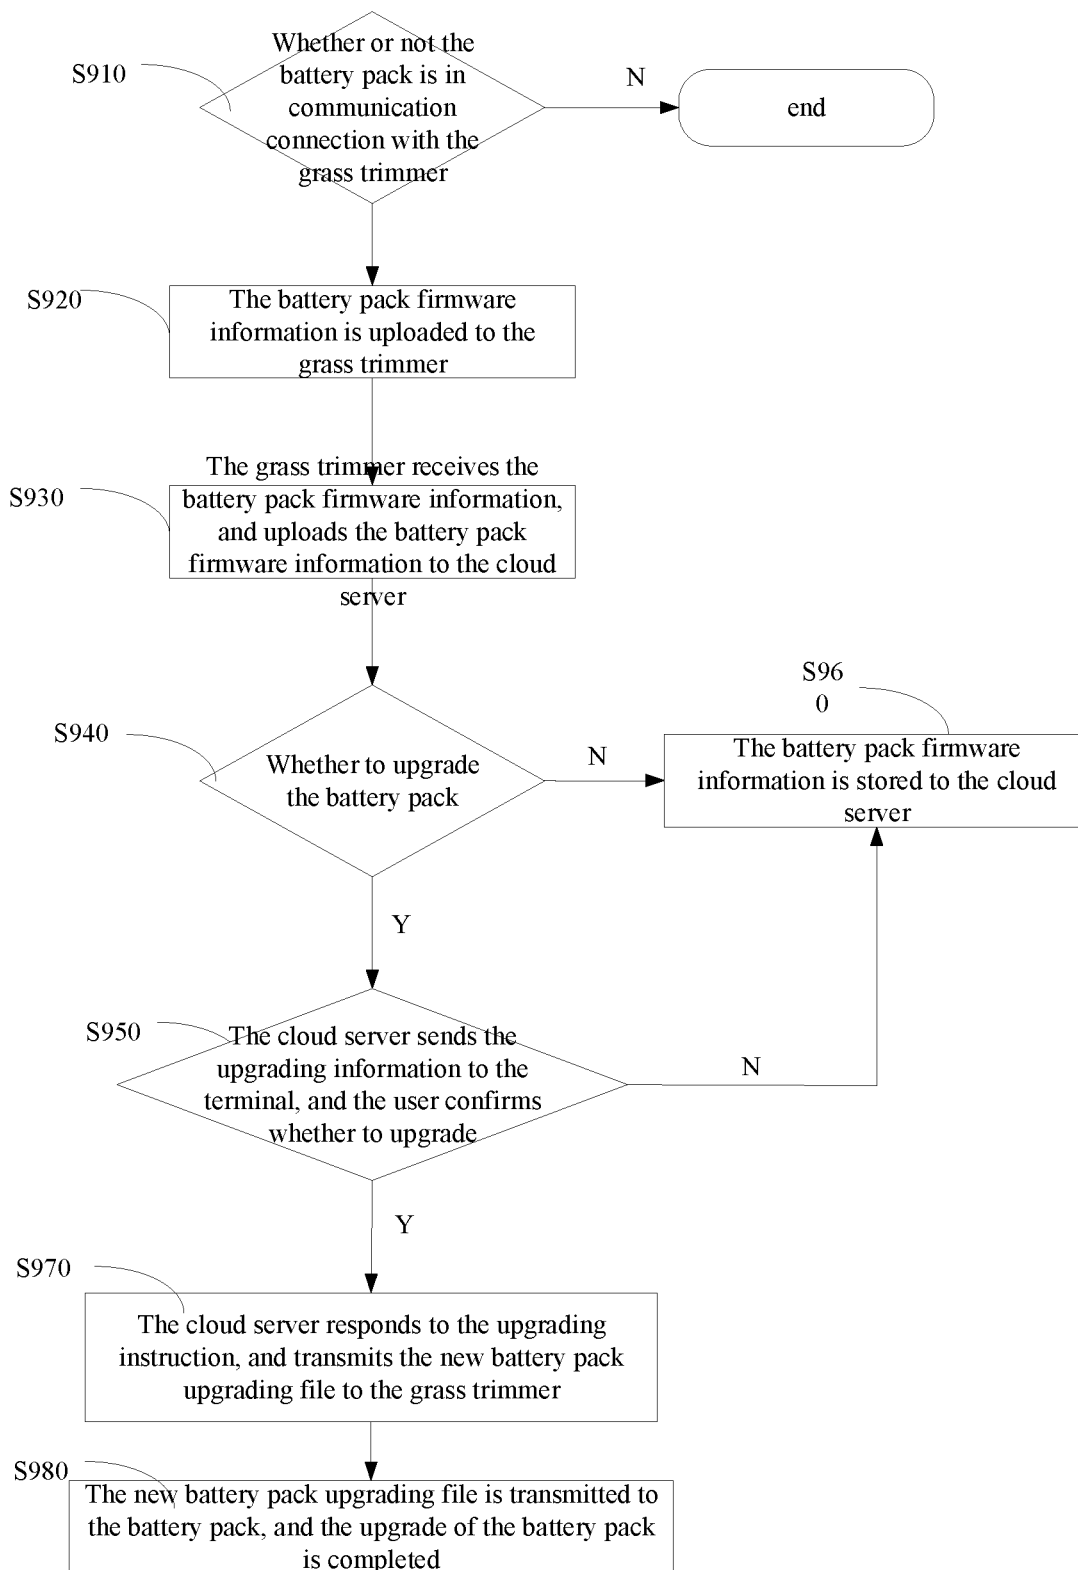 S910
Whether or not the
battery pack is in
communication
connection with the
grass trimmer
N
end
S920
The battery pack firmware
information is uploaded to the
grass trimmer
S930
The grass trimmer receives the
battery pack firmware information,
and uploads the battery pack
firmware information to the cloud
server
S940
Whether to upgrade
the battery pack
N
S96
0
The battery pack firmware
information is stored to the cloud
server
Y
S950
The cloud server sends the
upgrading information to the
terminal, and the user confirms
whether to upgrade
N
Y
S970
The cloud server responds to the upgrading
instruction, and transmits the new battery pack
upgrading file to the grass trimmer
S980
The new battery pack upgrading file is transmitted to
the battery pack, and the upgrade of the battery pack
is completed